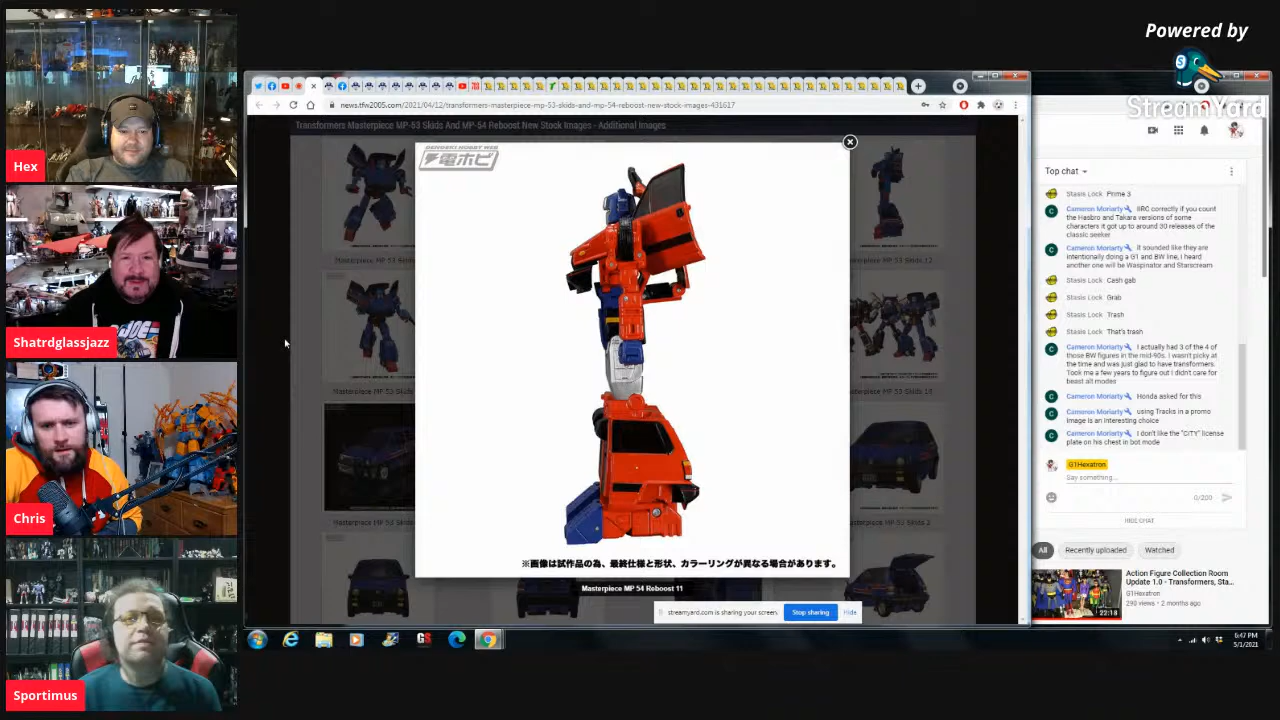 Powered by
StreamYard
Hex
Shatrdglassjazz
Chris
Sportimus
news.tfw2005.com/2021/04/12/transformers-masterpiece-mp-53-skids-and-mp-54-reboost-new-stock-images-431617
Transformers Masterpiece MP-53 Skids And MP-54 Reboost New Stock Images - Additional Images
電ホビ
Masterpiece MP 53 Skids 12
Masterpiece MP 53 Skids 2
※画像は試作品の為、最終仕様と形状、カラーリングが異なる場合があります。
Masterpiece MP 54 Reboost 11
streamyard.com is sharing your screen.
Stop sharing
Hide
Top chat
Stasis Lock Prime 3
Cameron Moriarty IIRC correctly if you count
the Hasbro and Takara versions of some
characters it got up to around 30 releases of the
classic seeker
Cameron Moriarty It sounded like they are
intentionally doing a G1 and BW line, I heard
another one will be Waspinator and Starscream
Stasis Lock Cash gab
Stasis Lock Grab
Stasis Lock Trash
Stasis Lock That's trash
Cameron Moriarty I actually had 3 of the 4 of
those BW figures in the mid-90s. I wasn't picky at
the time and was just glad to have transformers.
Took me a few years to figure out I didn't care for
beast alt modes
Cameron Moriarty Honda asked for this
Cameron Moriarty using Tracks in a promo
image is an interesting choice
Cameron Moriarty I don't like the "CITY" license
plate on his chest in bot mode
G1Hexatron
Say something...
0/200
HIDE CHAT
All
Recently uploaded
Watched
Action Figure Collection Room
Update 1.0 - Transformers, Sta...
G1Hexatron
290 views • 2 months ago
22:18
6:47 PM
5/1/2021